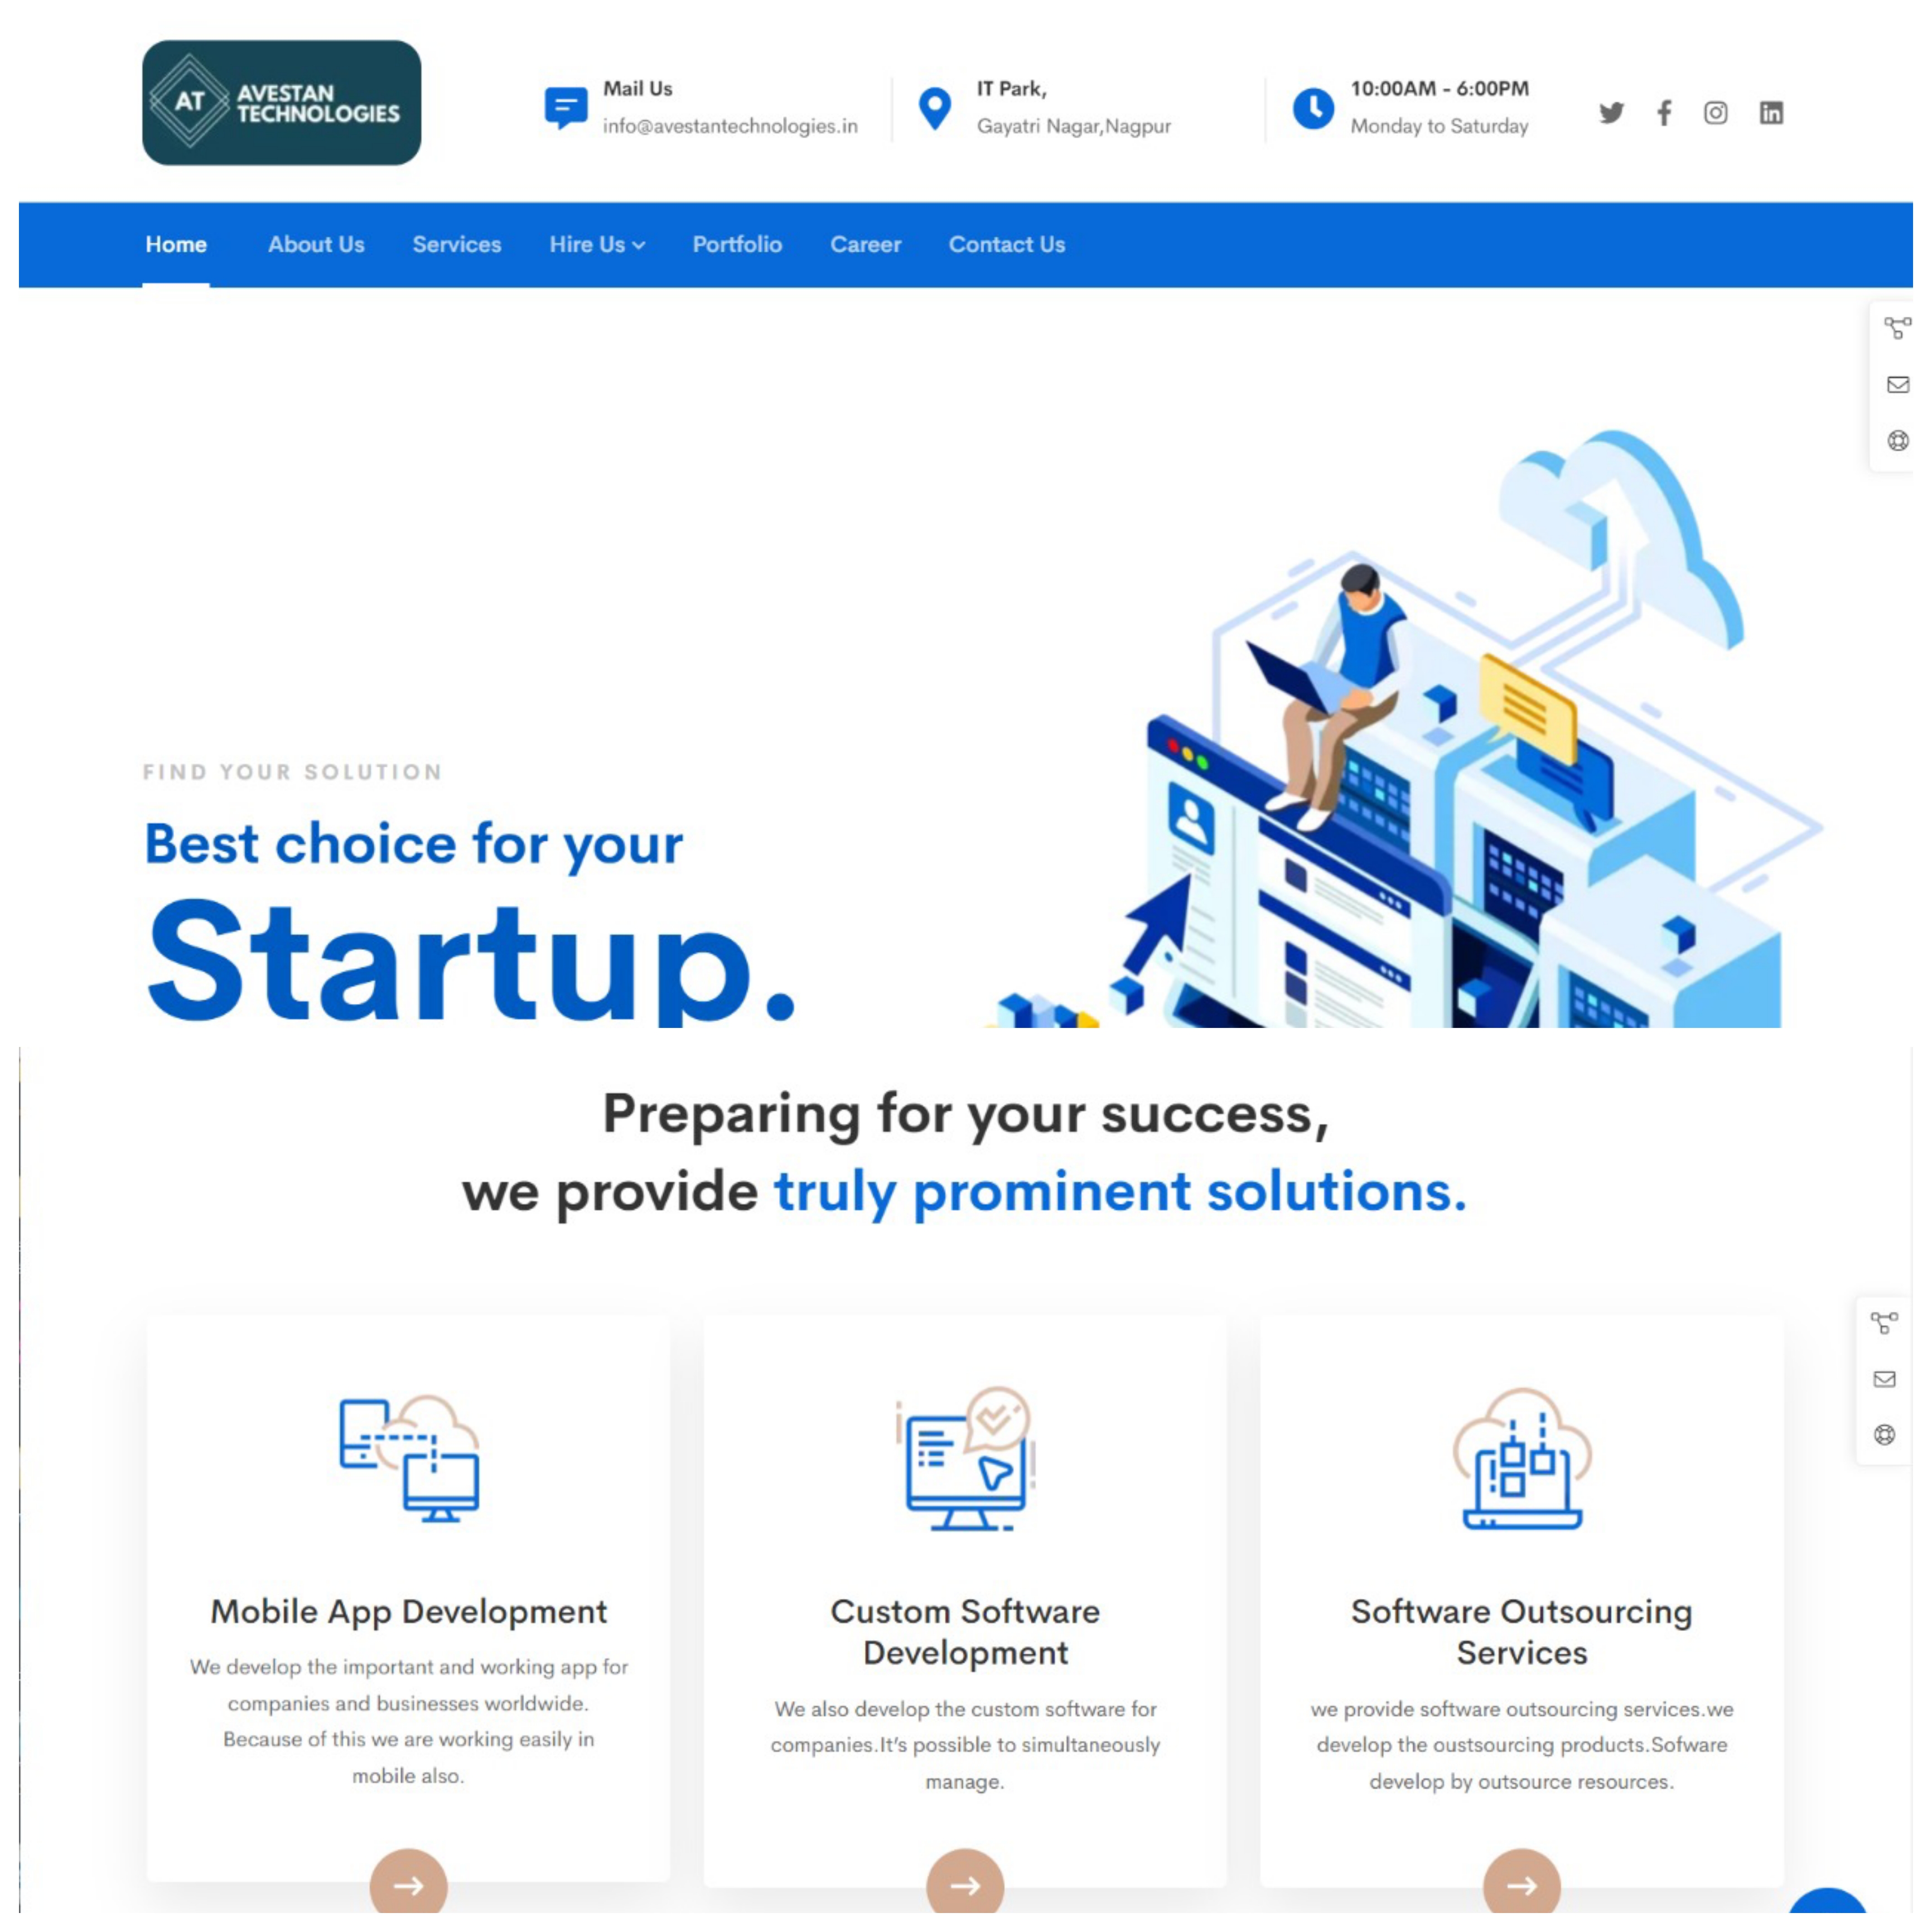 AT
AVESTAN
TECHNOLOGIES
Mail Us
info@avestantechnologies.in
IT Park,
Gayatri Nagar,Nagpur
10:00AM - 6:00PM
Monday to Saturday
Home About Us Services Hire Us Portfolio Career Contact Us
FIND YOUR SOLUTION
Best choice for your
Startup.
Preparing for your success,
we provide truly prominent solutions.
Mobile App Development
We develop the important and working app for
companies and businesses worldwide.
Because of this we are working easily in
mobile also.
Custom Software
Development
We also develop the custom software for
companies.It's possible to simultaneously
manage.
Software Outsourcing
Services
we provide software outsourcing services.we
develop the oustsourcing products.Sofware
develop by outsource resources.